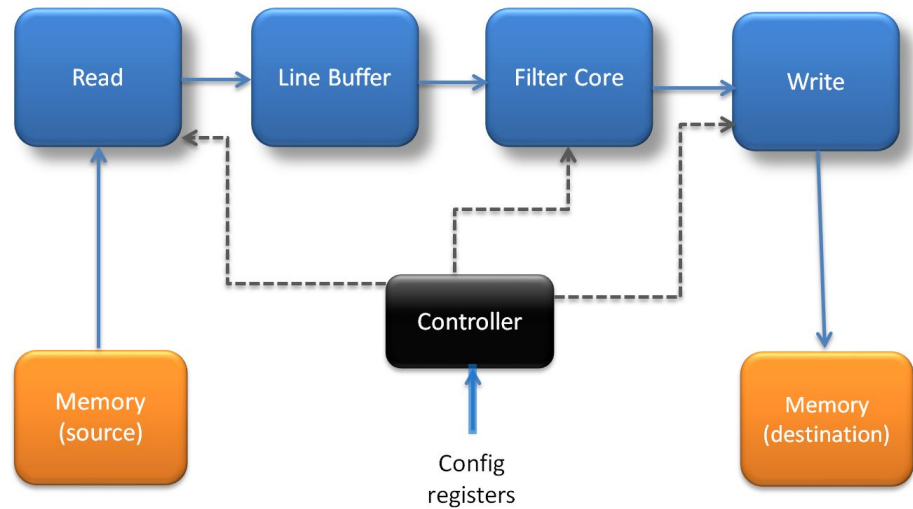 Read
Line Buffer
Filter Core
Write
Controller
Memory
(source)
Memory
(destination)
Config
registers